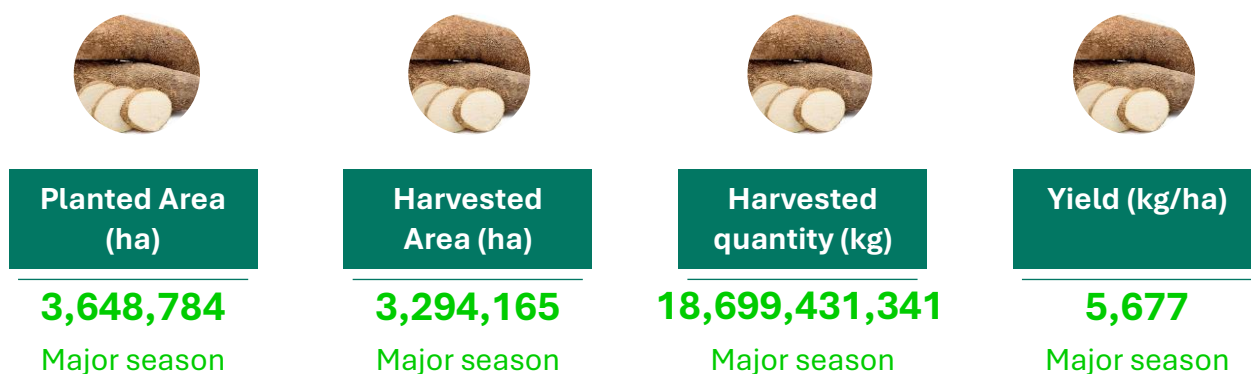 Planted Area
(ha)
3,648,784
Major season
Harvested
Area (ha)
3,294,165
Major season
Harvested
quantity (kg)
18,699,431,341
Major season
Yield (kg/ha)
5,677
Major season